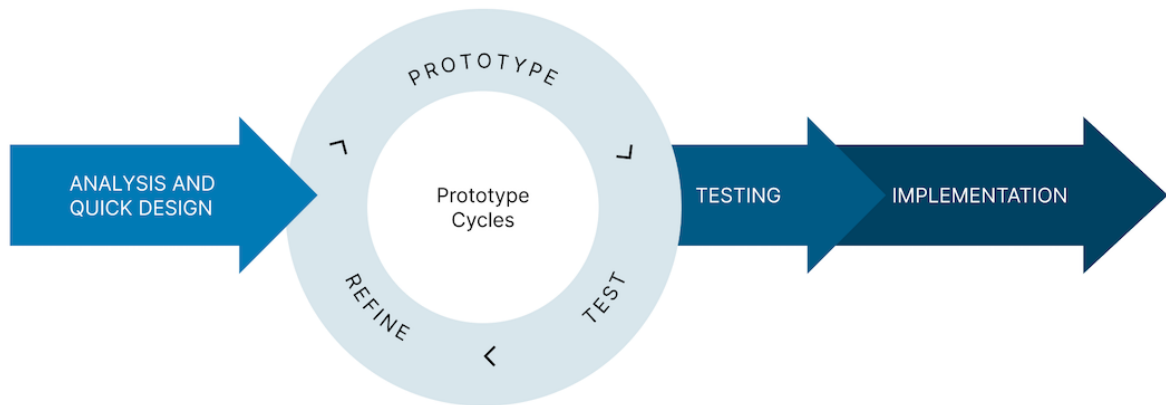 ANALYSIS AND
QUICK DESIGN
PROTOTYPE
Prototype
Cycles
REFINE
TEST
TESTING
IMPLEMENTATION